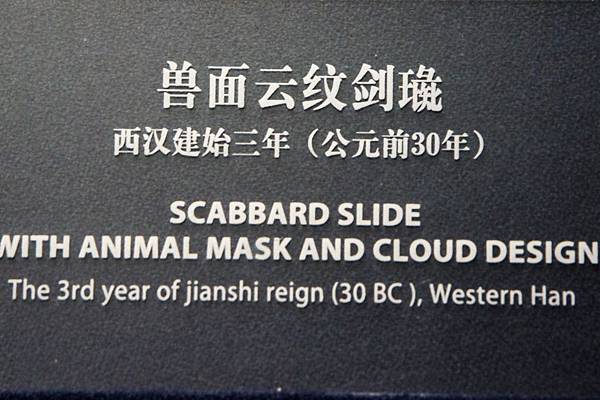 兽面云纹剑璏
西汉建始三年（公元前30年）
SCABBARD SLIDE
WITH ANIMAL MASK AND CLOUD DESIGN
The 3rd year of jianshi reign (30 BC ), Western Han